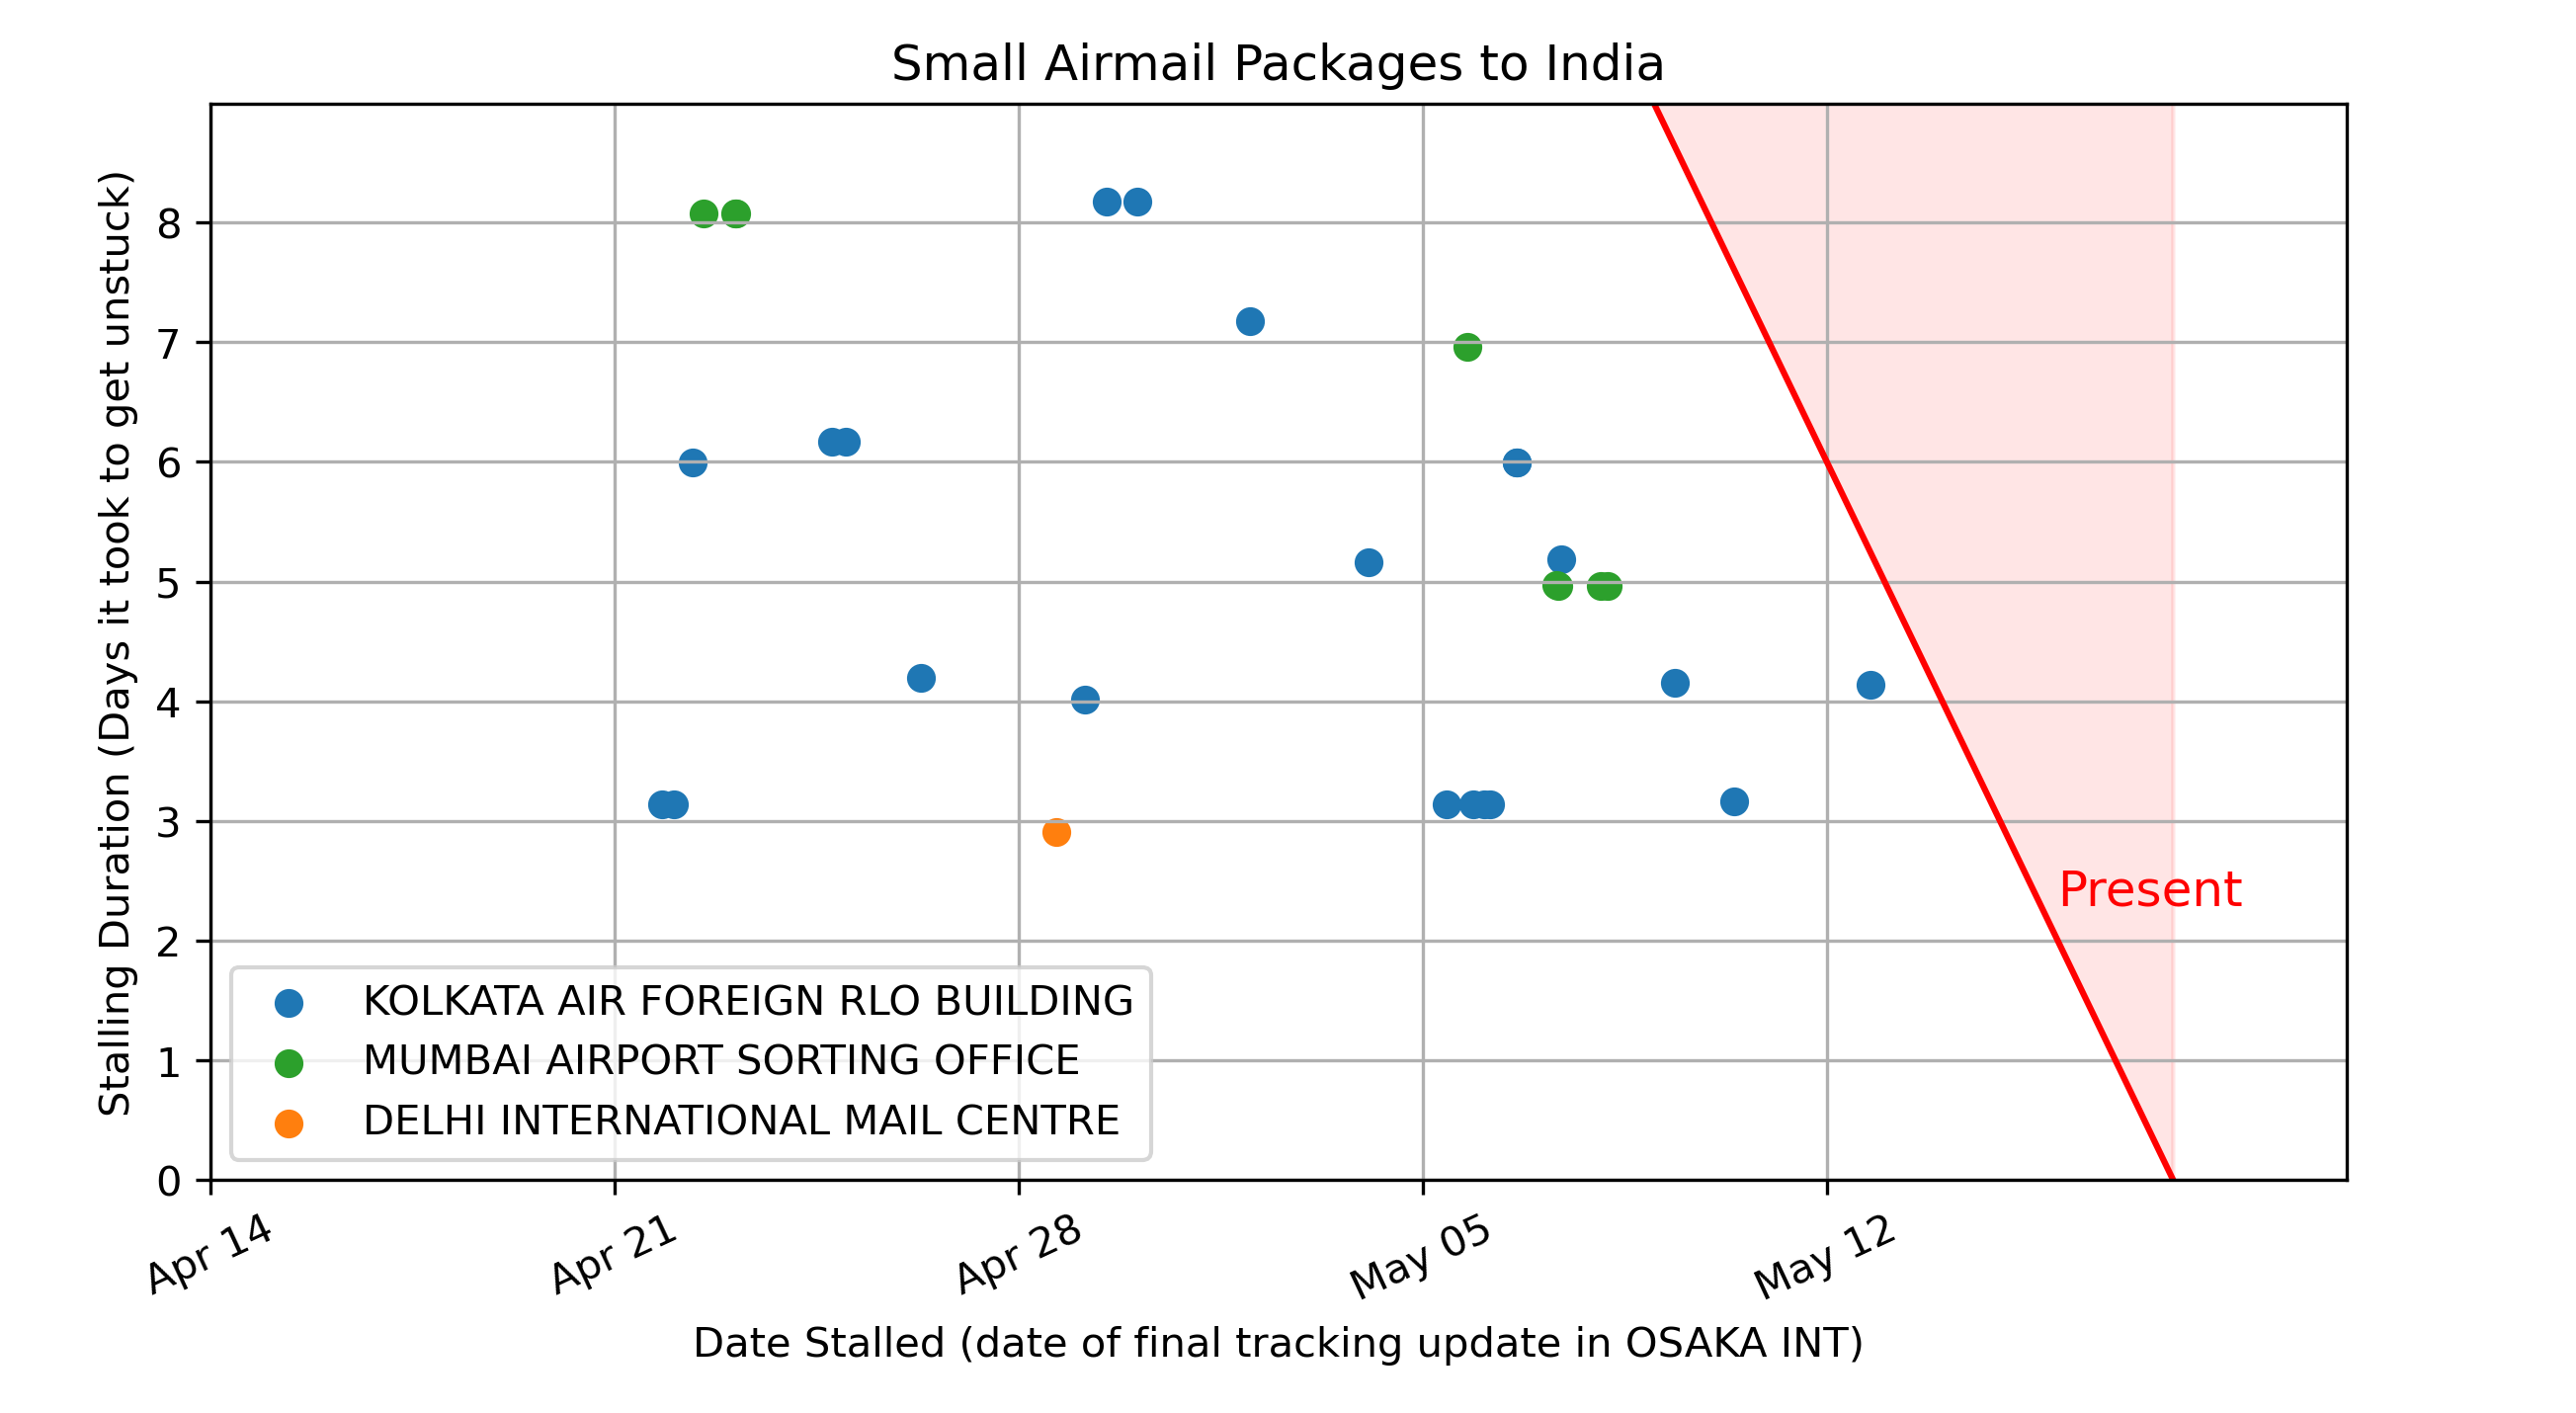 Small Airmail Packages to India
Stalling Duration (Days it took to get unstuck)
8
7
6
5
4
3
2
1
0
Present
KOLKATA AIR FOREIGN RLO BUILDING
MUMBAI AIRPORT SORTING OFFICE
DELHI INTERNATIONAL MAIL CENTRE
Apr 14
Apr 21
Apr 28
May 05
May 12
Date Stalled (date of final tracking update in OSAKA INT)